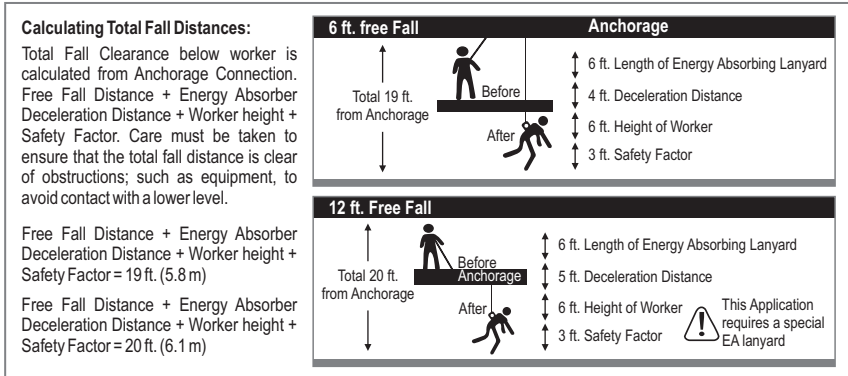 Calculating Total Fall Distances:
Total Fall Clearance below worker is
calculated from Anchorage Connection.
Free Fall Distance + Energy Absorber
Deceleration Distance + Worker height +
Safety Factor. Care must be taken to
ensure that the total fall distance is clear
of obstructions; such as equipment, to
avoid contact with a lower level.
Free Fall Distance + Energy Absorber
Deceleration Distance + Worker height +
Safety Factor = 19 ft. (5.8 m)
Free Fall Distance + Energy Absorber
Deceleration Distance + Worker height +
Safety Factor = 20 ft. (6.1 m)
6 ft. free Fall
Anchorage
Total 19 ft.
from Anchorage
Before
After
6 ft. Length of Energy Absorbing Lanyard
4 ft. Deceleration Distance
6 ft. Height of Worker
3 ft. Safety Factor
12 ft. Free Fall
Total 20 ft.
from Anchorage
Before
Anchorage
After
6 ft. Length of Energy Absorbing Lanyard
5 ft. Deceleration Distance
6 ft. Height of Worker
3 ft. Safety Factor
!
This Application
requires a special
EA lanyard